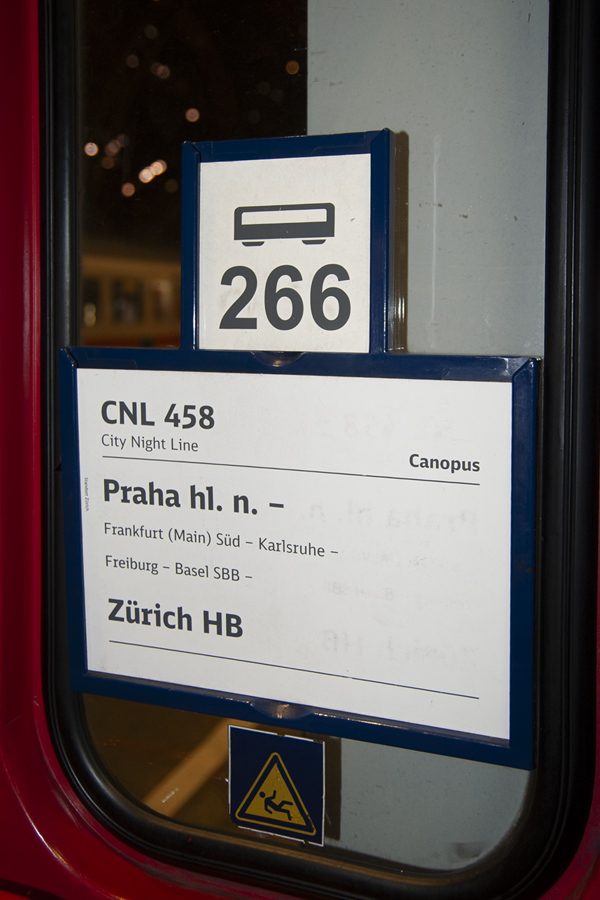 266
CNL 458
City Night Line
Canopus
Praha hl. n. –
Frankfurt (Main) Süd – Karlsruhe –
Freiburg – Basel SBB –
Zürich HB